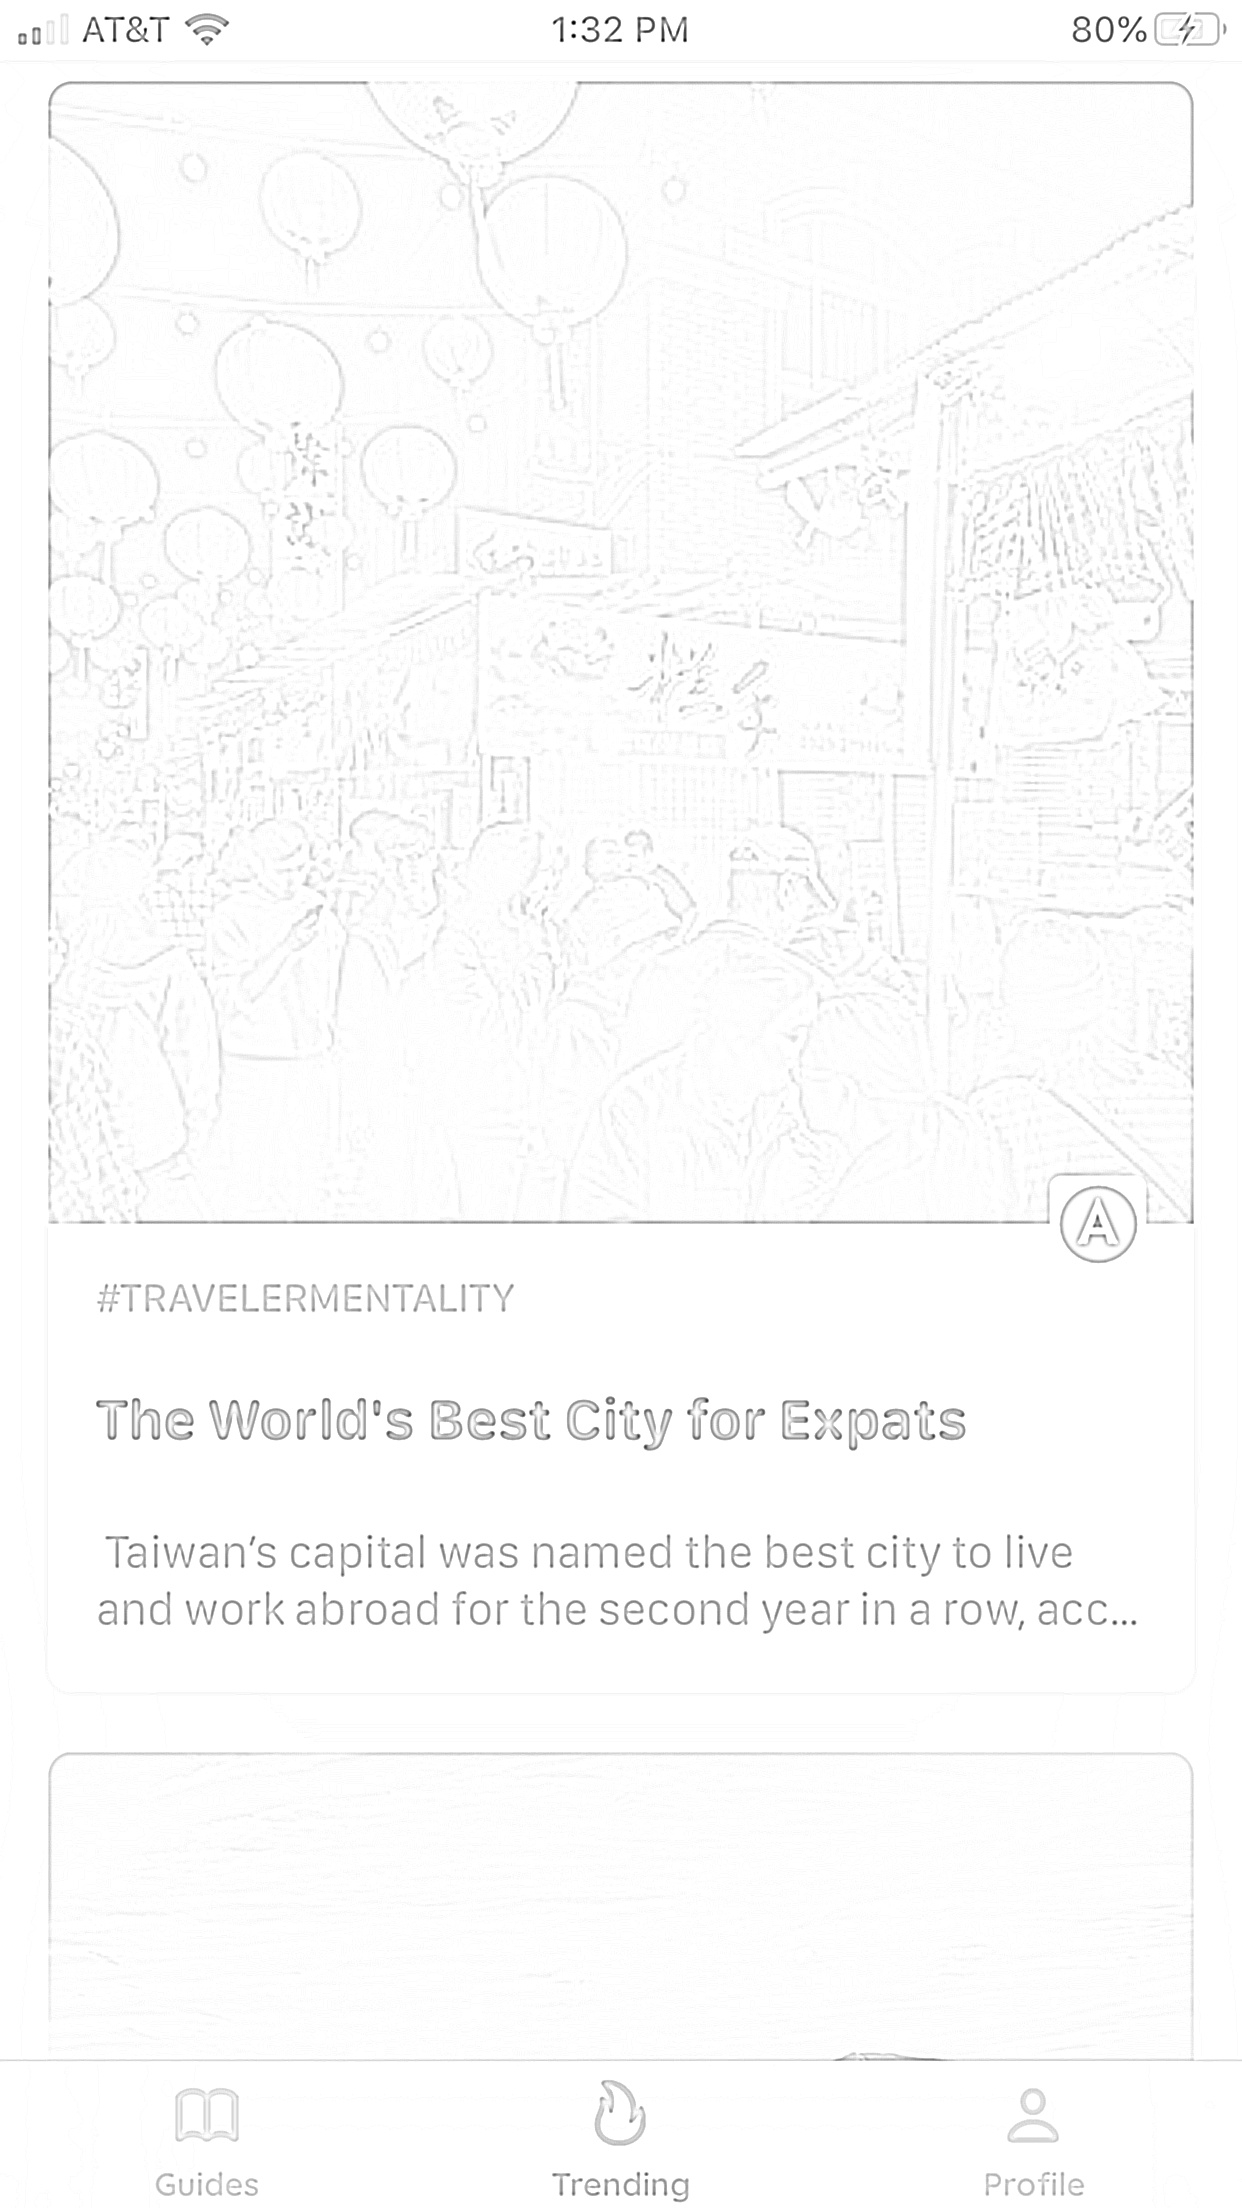 AT&T 1:32 PM 80%
A
#TRAVELERMENTALITY
The World's Best City for Expats
Taiwan's capital was named the best city to live
and work abroad for the second year in a row, acc...
Guides Trending Profile